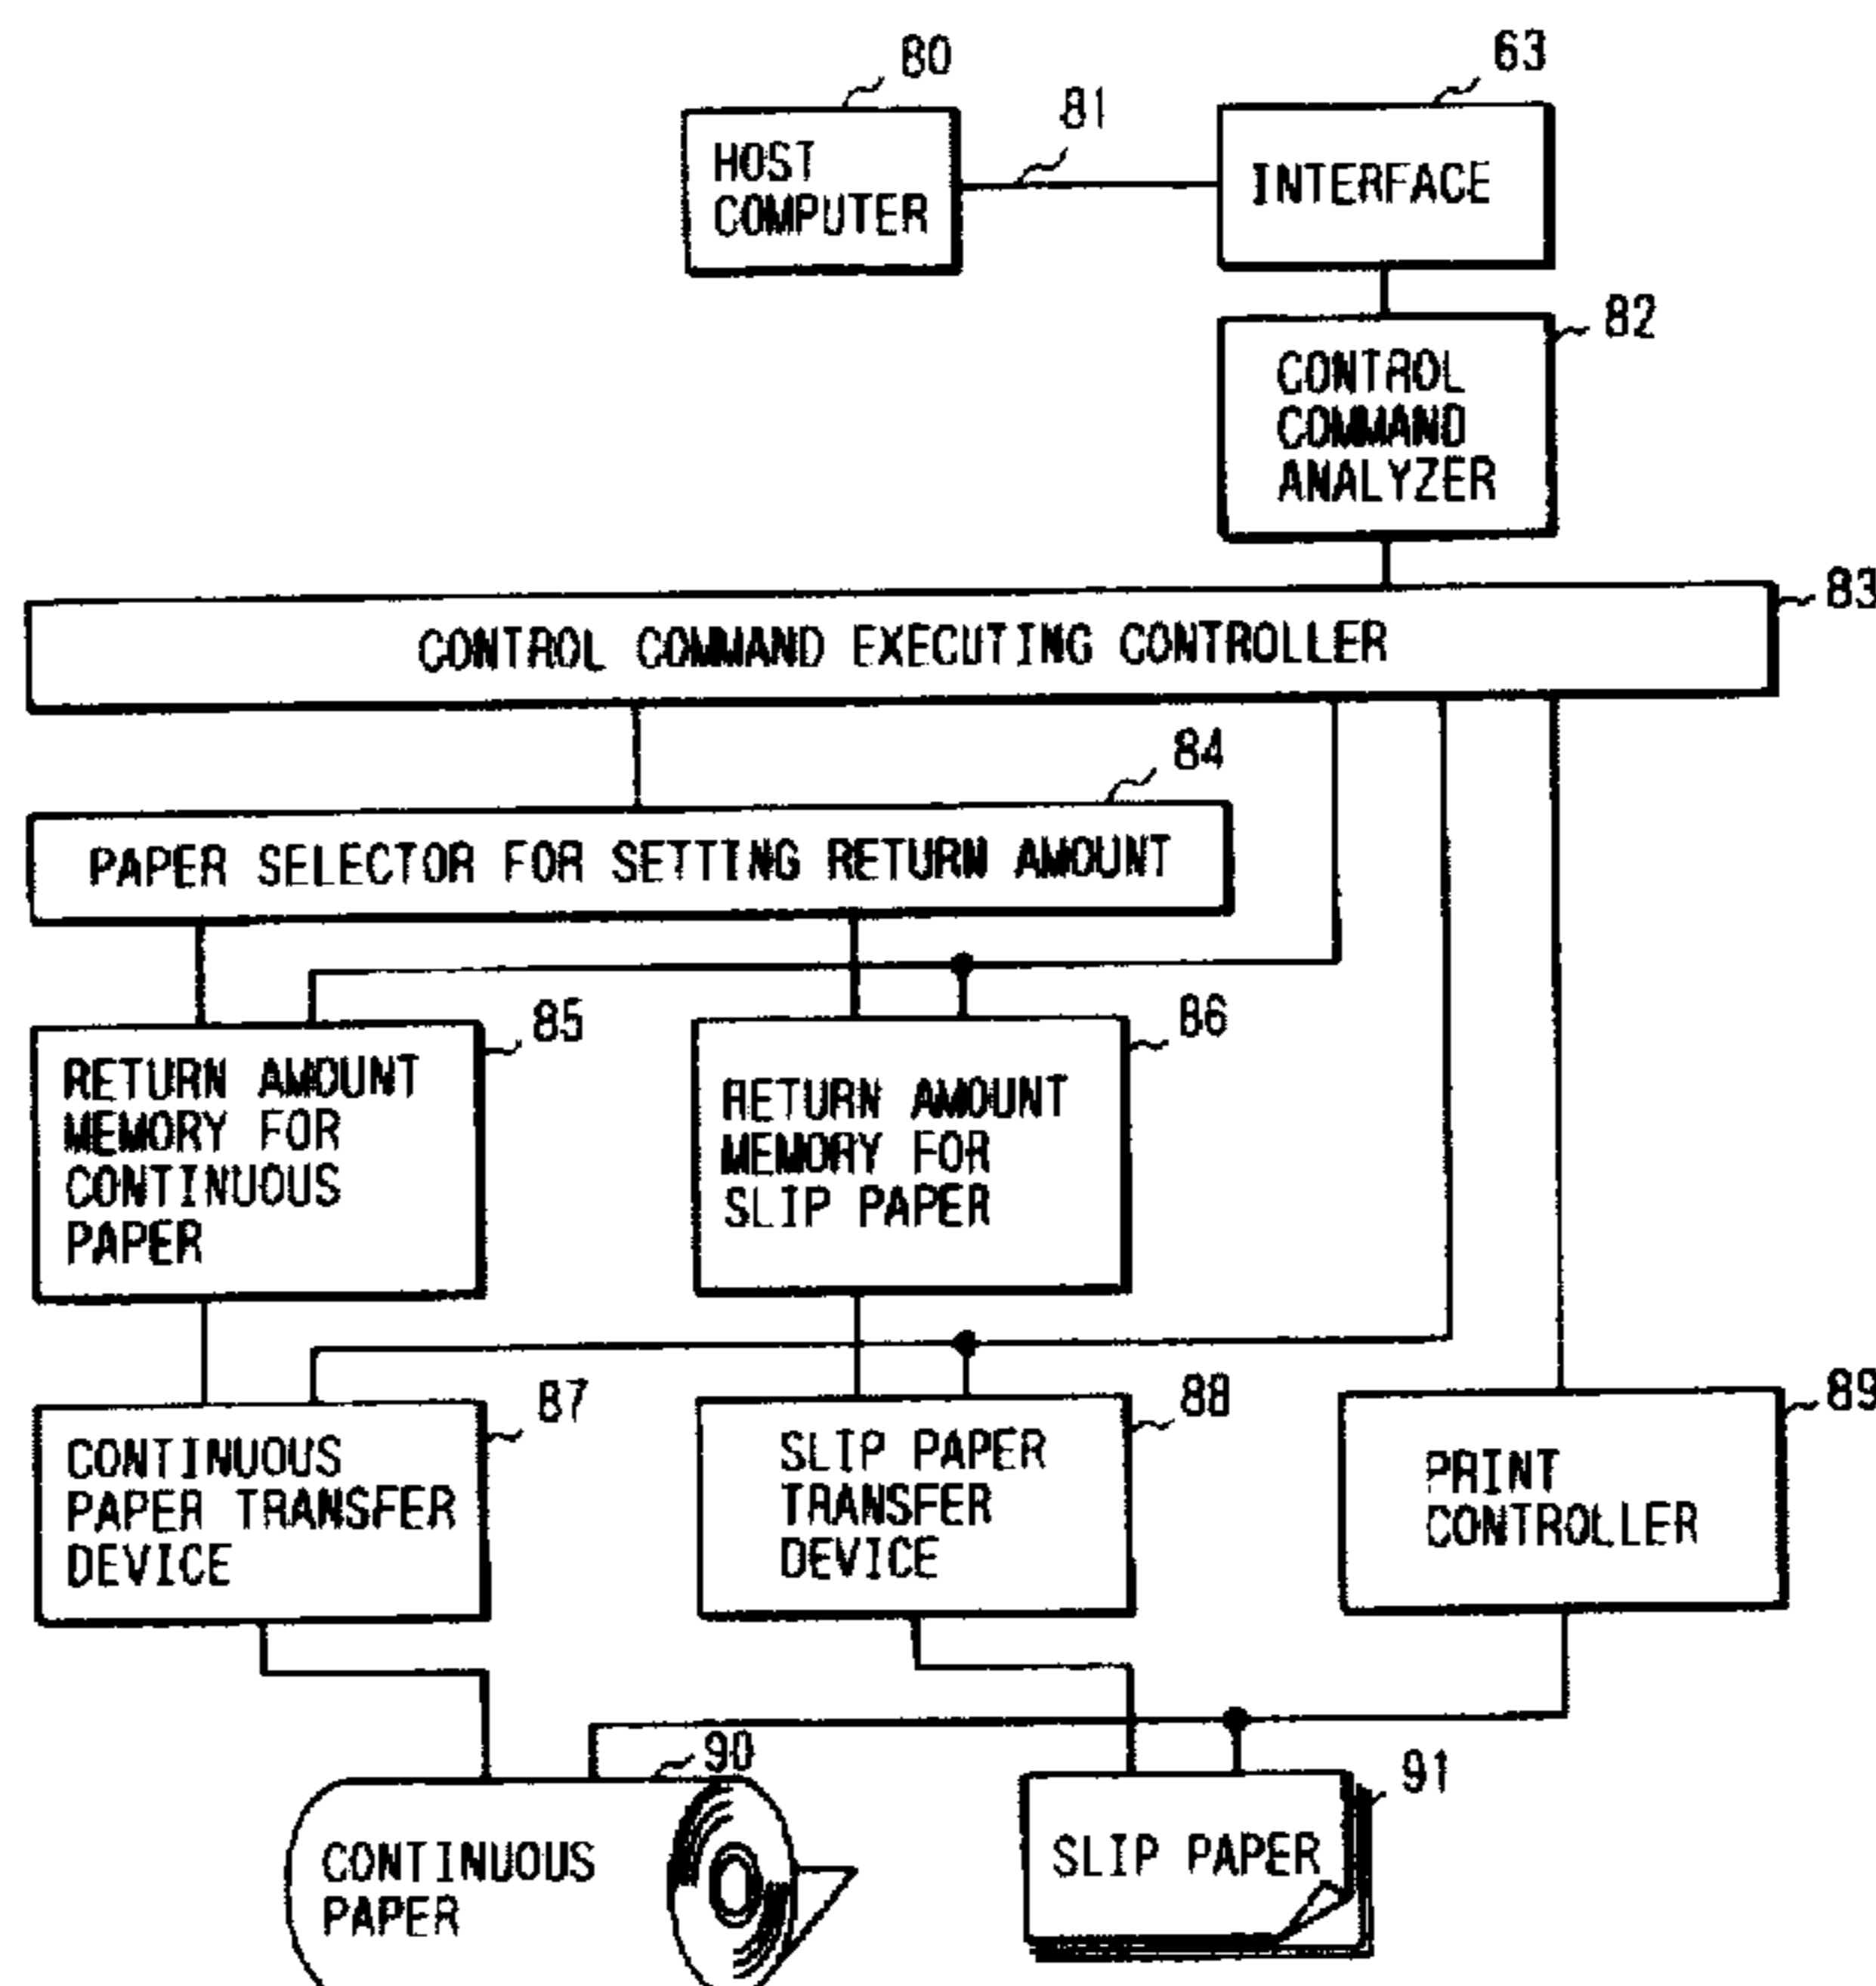 80
81
63
HOST
COMPUTER
INTERFACE
82
CONTROL
COMMAND
ANALYZER
83
CONTROL COMMAND EXECUTING CONTROLLER
84
PAPER SELECTOR FOR SETTING RETURN AMOUNT
85
86
RETURN AMOUNT
MEMORY FOR
CONTINUOUS
PAPER
RETURN AMOUNT
MEMORY FOR
SLIP PAPER
87
88
89
CONTINUOUS
PAPER TRANSFER
DEVICE
SLIP PAPER
TRANSFER
DEVICE
PRINT
CONTROLLER
90
91
CONTINUOUS
PAPER
SLIP PAPER